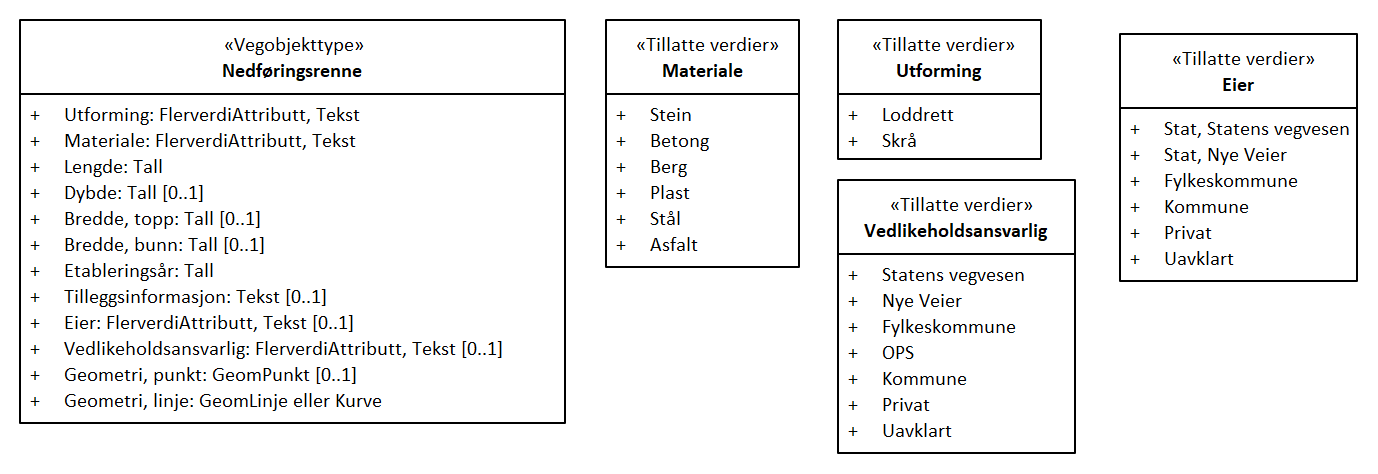 «Vegobjekttype»
Nedføringsrenne
+ Utforming: FlerverdiAttributt, Tekst
+ Materiale: FlerverdiAttributt, Tekst
+ Lengde: Tall
+ Dybde: Tall [0..1]
+ Bredde, topp: Tall [0..1]
+ Bredde, bunn: Tall [0..1]
+ Etableringsår: Tall
+ Tilleggsinformasjon: Tekst [0..1]
+ Eier: FlerverdiAttributt, Tekst [0..1]
+ Vedlikeholdsansvarlig: FlerverdiAttributt, Tekst [0..1]
+ Geometri, punkt: GeomPunkt [0..1]
+ Geometri, linje: GeomLinje eller Kurve
«Tillatte verdier»
Materiale
+ Stein
+ Betong
+ Berg
+ Plast
+ Stål
+ Asfalt
«Tillatte verdier»
Utforming
+ Loddrett
+ Skrå
«Tillatte verdier»
Vedlikeholdsansvarlig
+ Statens vegvesen
+ Nye Veier
+ Fylkeskommune
+ OPS
+ Kommune
+ Privat
+ Uavklart
«Tillatte verdier»
Eier
+ Stat, Statens vegvesen
+ Stat, Nye Veier
+ Fylkeskommune
+ Kommune
+ Privat
+ Uavklart